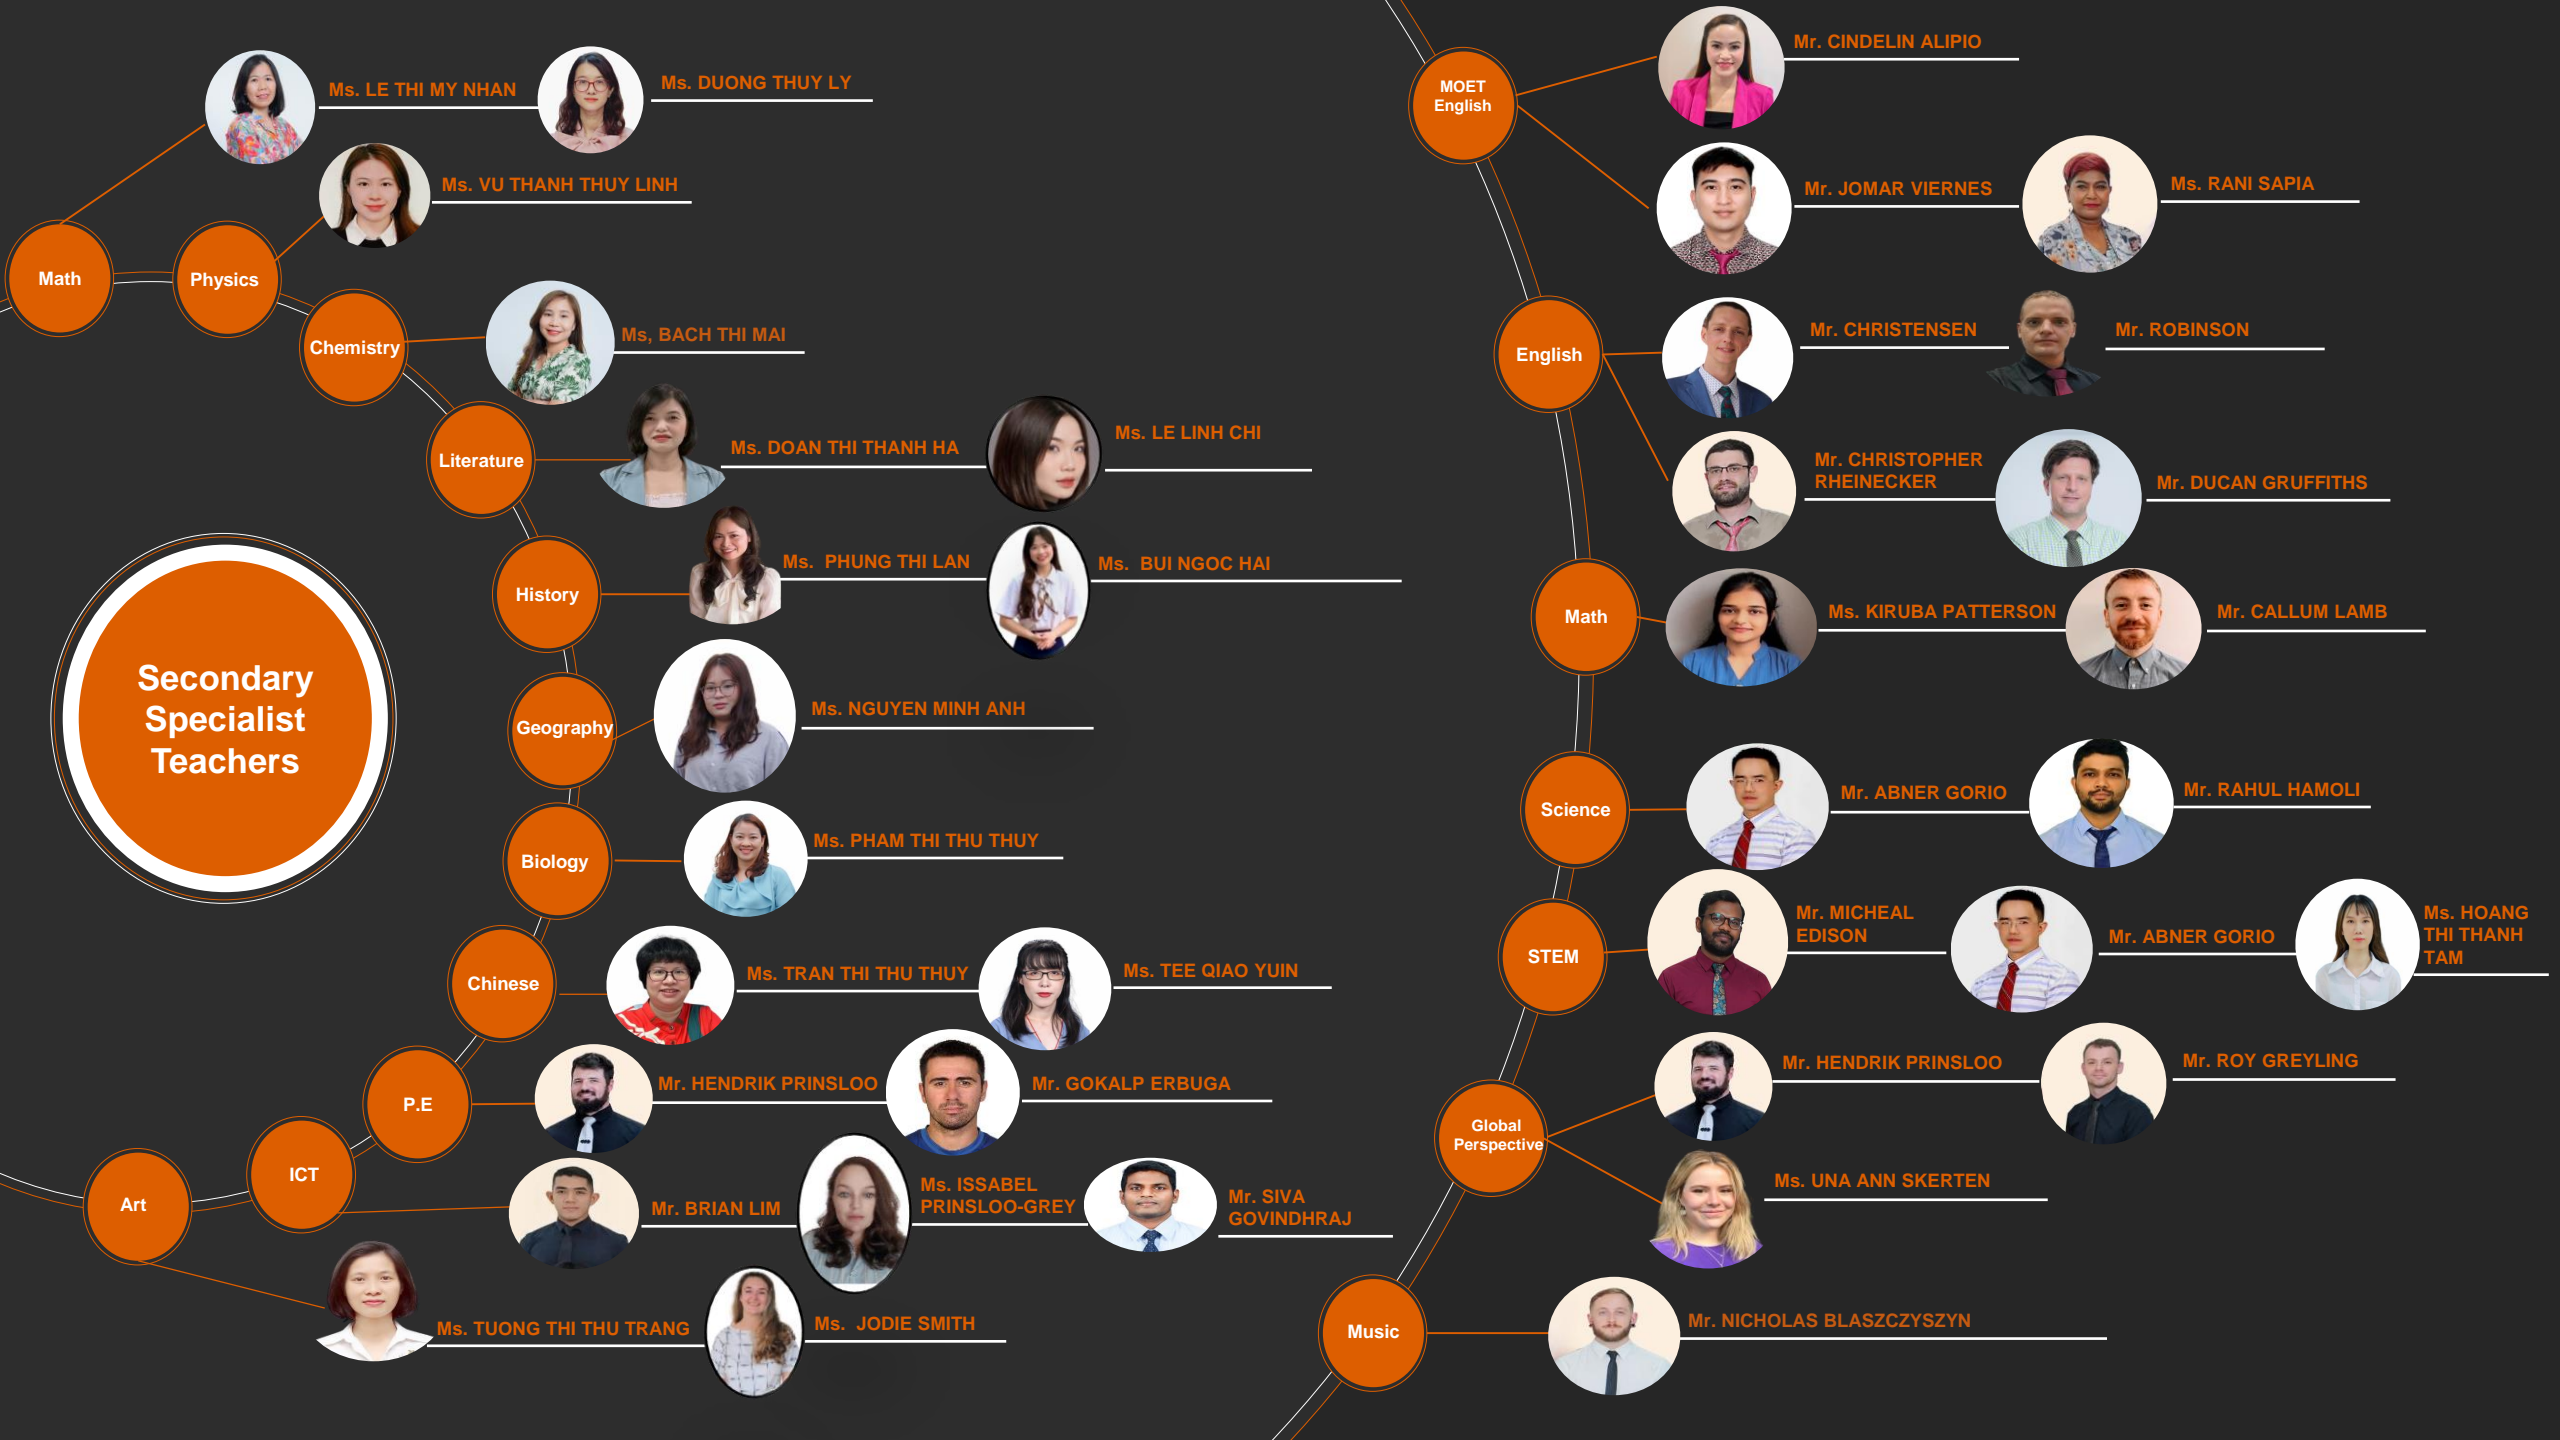 Secondary
Specialist
Teachers
Math
Ms. LE THI MY NHAN
Ms. DUONG THUY LY
Physics
Ms. VU THANH THUY LINH
Chemistry
Ms, BACH THI MAI
Literature
Ms. DOAN THI THANH HA
Ms. LE LINH CHI
History
Ms.  PHUNG THI LAN
Ms.  BUI NGOC HAI
Geography
Ms. NGUYEN MINH ANH
Biology
Ms. PHAM THI THU THUY
Chinese
Ms. TRAN THI THU THUY
Ms. TEE QIAO YUIN
P.E
Mr. HENDRIK PRINSLOO
Mr. GOKALP ERBUGA
ICT
Mr. BRIAN LIM
Ms. ISSABEL
PRINSLOO-GREY
Mr. SIVA
GOVINDHRAJ
Art
Ms. TUONG THI THU TRANG
Ms.  JODIE SMITH
MOET
English
Mr. CINDELIN ALIPIO
Mr. JOMAR VIERNES
Ms. RANI SAPIA
English
Mr. CHRISTENSEN
Mr. ROBINSON
Mr. CHRISTOPHER
RHEINECKER
Mr. DUCAN GRUFFITHS
Math
Ms. KIRUBA PATTERSON
Mr. CALLUM LAMB
Science
Mr. ABNER GORIO
Mr. RAHUL HAMOLI
STEM
Mr. MICHEAL
EDISON
Mr. ABNER GORIO
Ms. HOANG
THI THANH
TAM
Global
Perspective
Mr. HENDRIK PRINSLOO
Mr. ROY GREYLING
Ms. UNA ANN SKERTEN
Music
Mr. NICHOLAS BLASZCZYSZYN